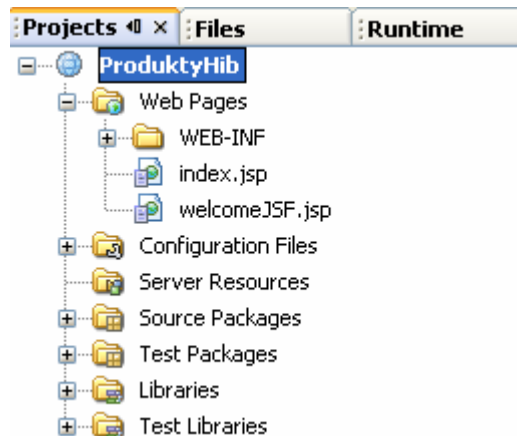 Projects Files Runtime
ProduktyHib
Web Pages
WEB-INF
index.jsp
welcomeJSF.jsp
Configuration Files
Server Resources
Source Packages
Test Packages
Libraries
Test Libraries